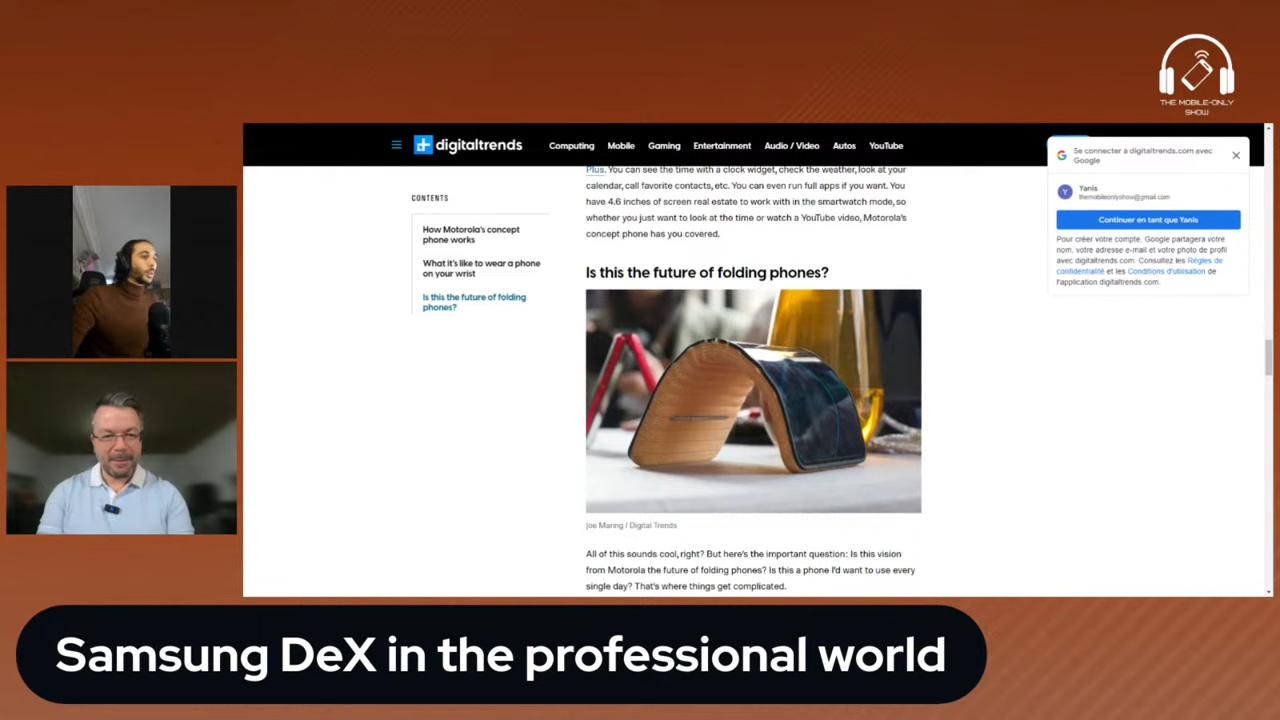 THE MOBILE-ONLY
SHOW
digitaltrends
Computing Mobile Gaming Entertainment Audio / Video Autos YouTube
Plus. You can see the time with a clock widget, check the weather, look at your
calendar, call favorite contacts, etc. You can even run full apps if you want. You
have 4.6 inches of screen real estate to work with in the smartwatch mode, so
whether you just want to look at the time or watch a YouTube video, Motorola's
concept phone has you covered.
CONTENTS
How Motorola's concept
phone works
What it's like to wear a phone
on your wrist
Is this the future of folding
phones?
Is this the future of folding phones?
Joe Maring / Digital Trends
All of this sounds cool, right? But here's the important question: Is this vision
from Motorola the future of folding phones? Is this a phone I'd want to use every
single day? That's where things get complicated.
Se connecter à digitaltrends.com avec
Google
Y
Yanis
themobileonlyshow@gmail.com
Continuer en tant que Yanis
Pour créer votre compte, Google partagera votre
nom, votre adresse e-mail et votre photo de profil
avec digitaltrends.com. Consultez les Règles de
confidentialité et les Conditions d'utilisation de
l'application digitaltrends.com.
Samsung DeX in the professional world